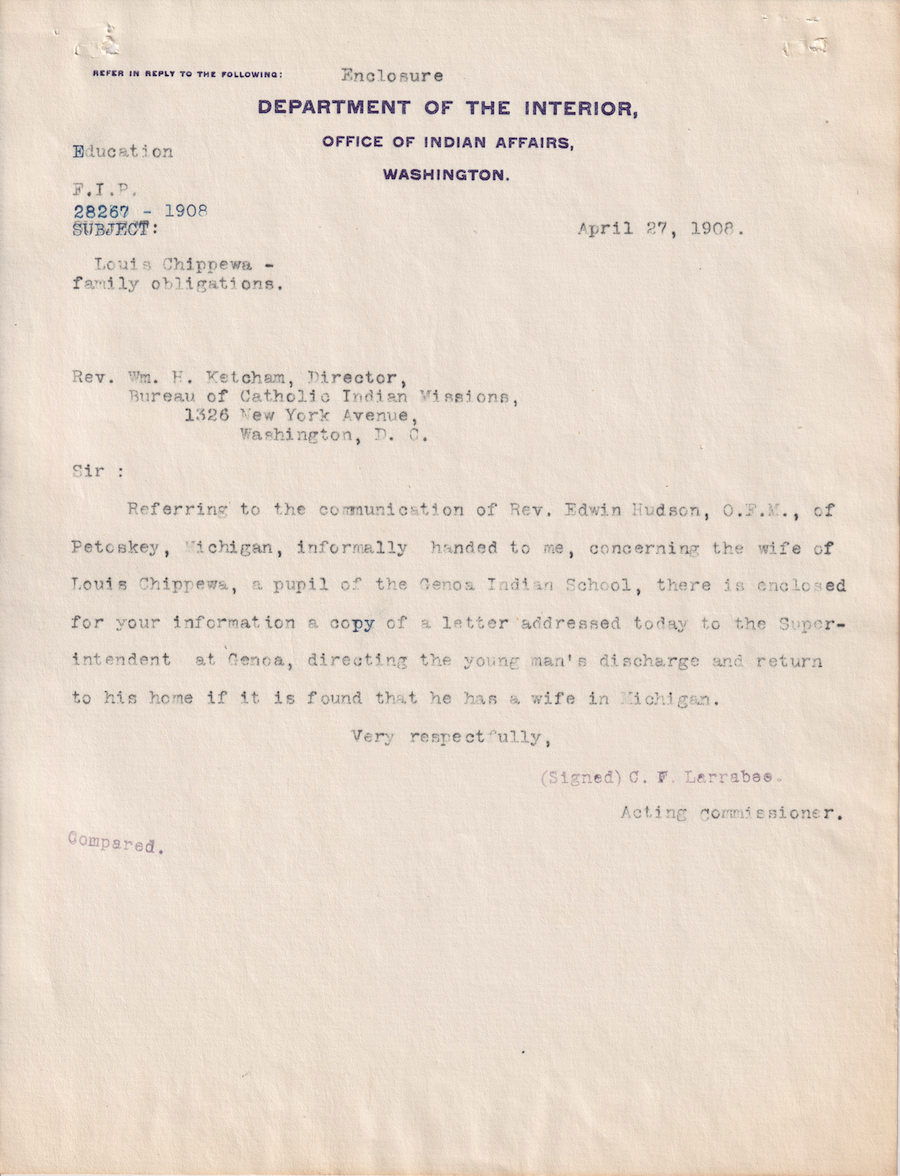 REFER IN REPLY TO THE FOLLOWING: Enclosure
DEPARTMENT OF THE INTERIOR,
OFFICE OF INDIAN AFFAIRS,
Education
WASHINGTON.
F.I.P.
28267 - 1908
SUBJECT:
April 27, 1908.
Louis Chippewa -
family obligations.
Rev. Wm. H. Ketcham, Director,
Bureau of Catholic Indian Missions,
1326 New York Avenue,
Washington, D. C.
Sir :
Referring to the communication of Rev. Edwin Hudson, O.F.M., of
Petoskey, Michigan, informally handed to me, concerning the wife of
Louis Chippewa, a pupil of the Genoa Indian School, there is enclosed
for your information a copy of a letter addressed today to the Super-
intendent at Genoa, directing the young man's discharge and return
to his home if it is found that he has a wife in Michigan.
Very respectfully,
(Signed) C. F. Larrabee.
Acting commissioner.
Compared.